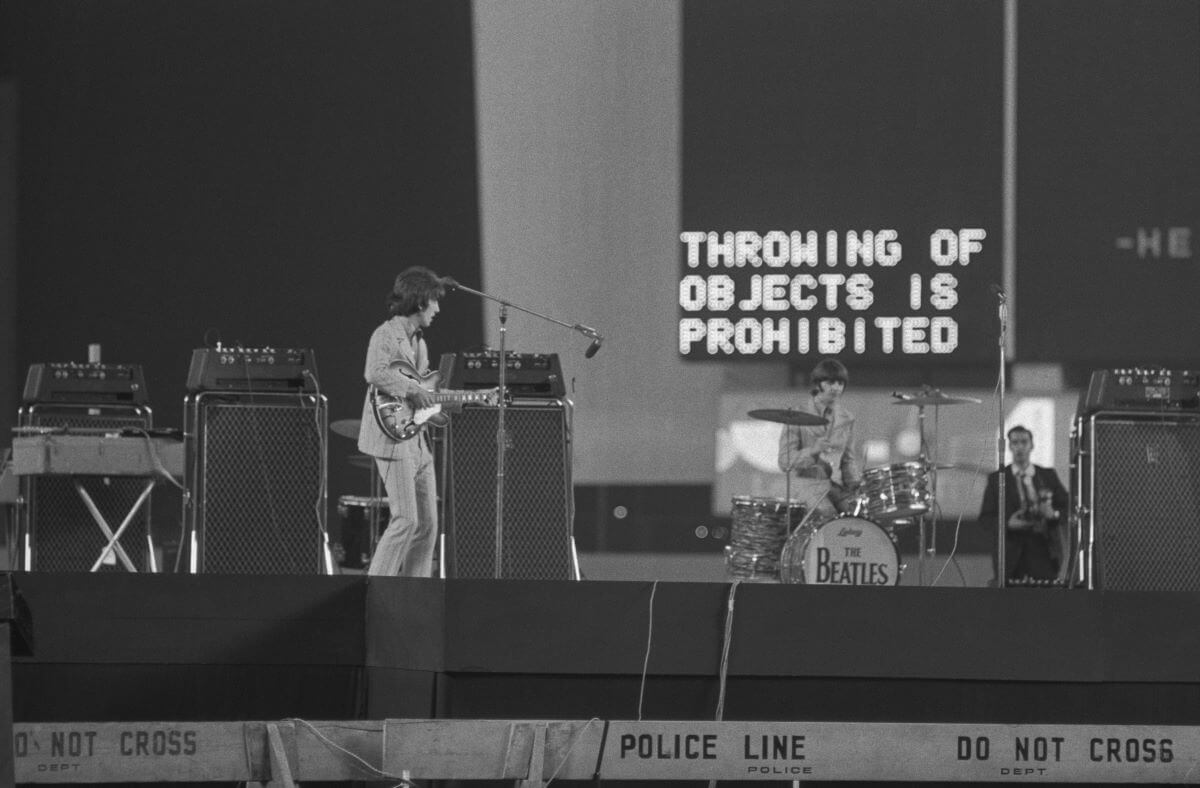 THROWING OF
OBJECTS IS
PROHIBITED
-HE
Ludwig
THE
BEATLES
DO NOT CROSS
DEPT
POLICE LINE
POLICE
DO NOT CROSS
DEPT